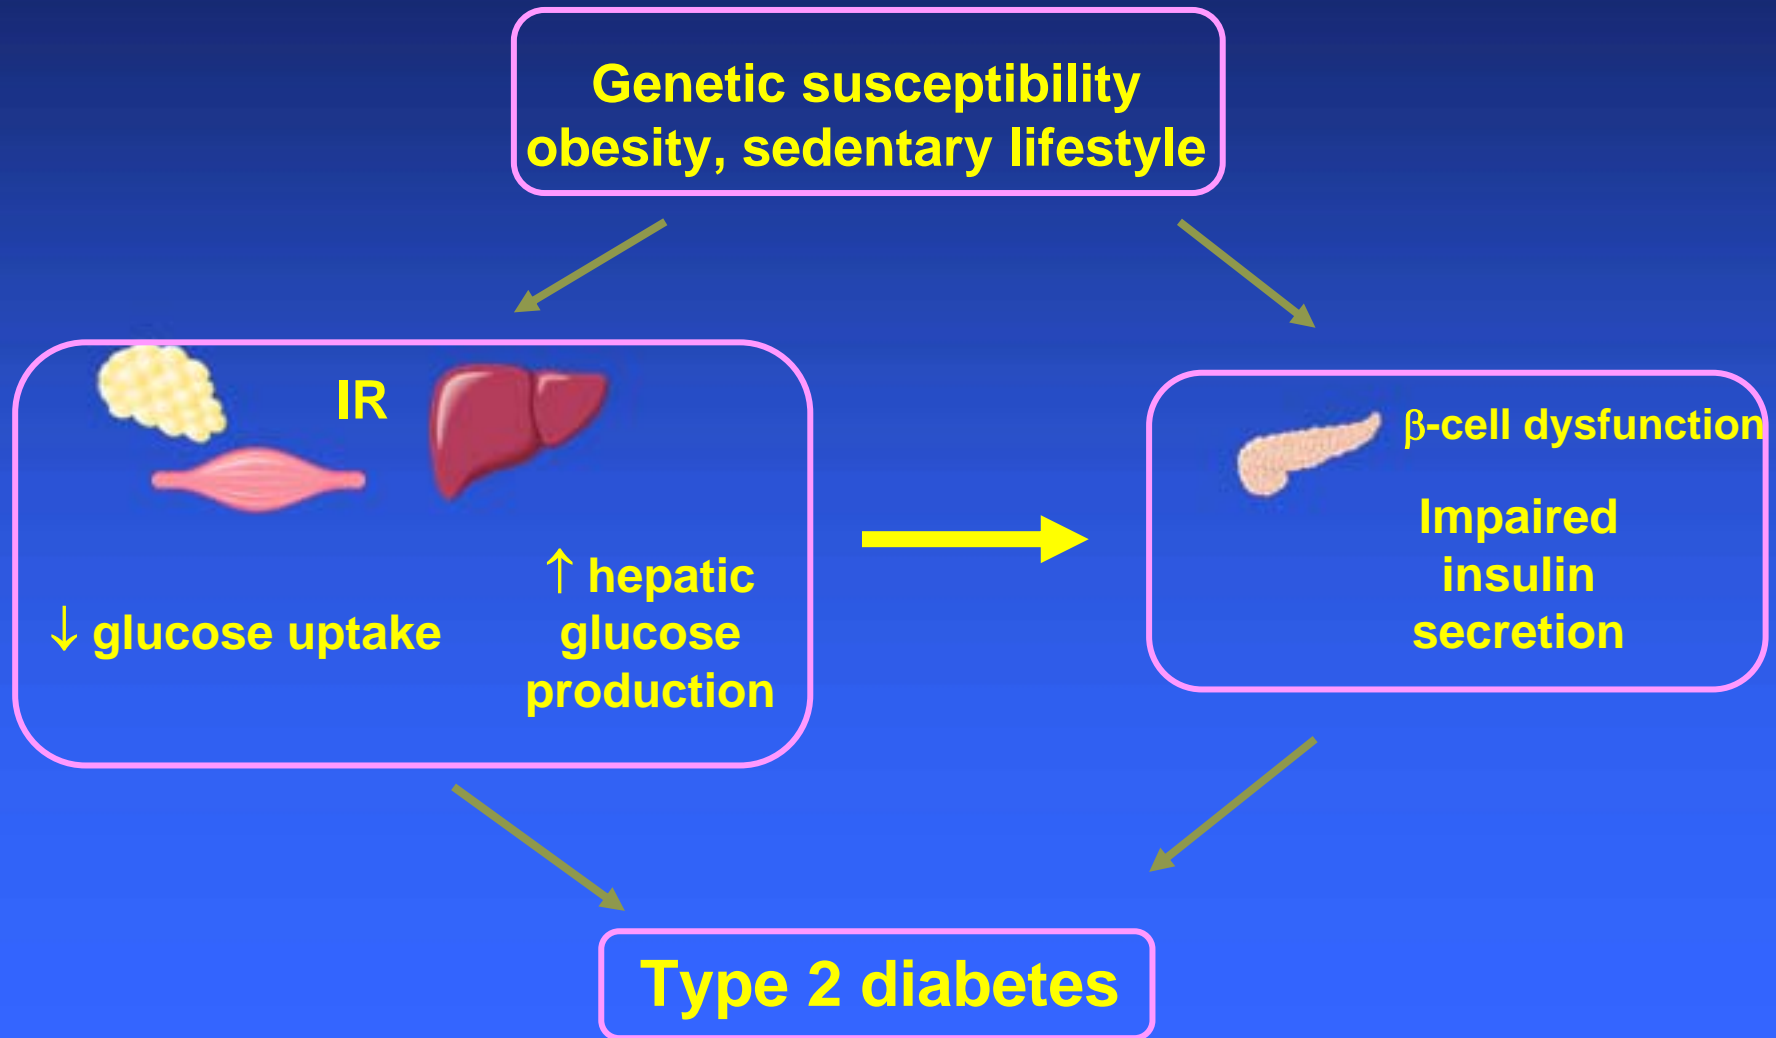 Genetic susceptibility
obesity, sedentary lifestyle
IR
↓ glucose uptake
↑ hepatic
glucose
production
β-cell dysfunction
Impaired
insulin
secretion
Type 2 diabetes